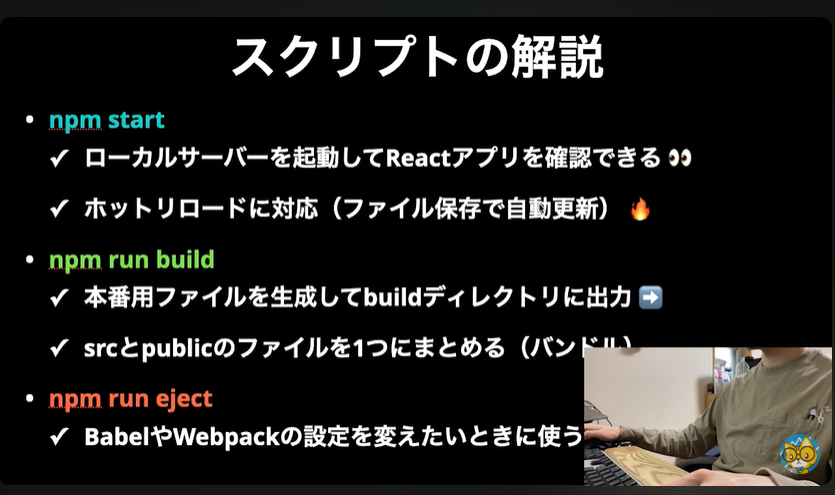 スクリプトの解説
• npm start
✓ ローカルサーバーを起動してReactアプリを確認できる 👀
✓ ホットリロードに対応（ファイル保存で自動更新） 🔥
• npm run build
✓ 本番用ファイルを生成してbuildディレクトリに出力 ➡️
✓ srcとpublicのファイルを1つにまとめる（バンドル）
• npm run eject
✓ BabelやWebpackの設定を変えたいときに使う